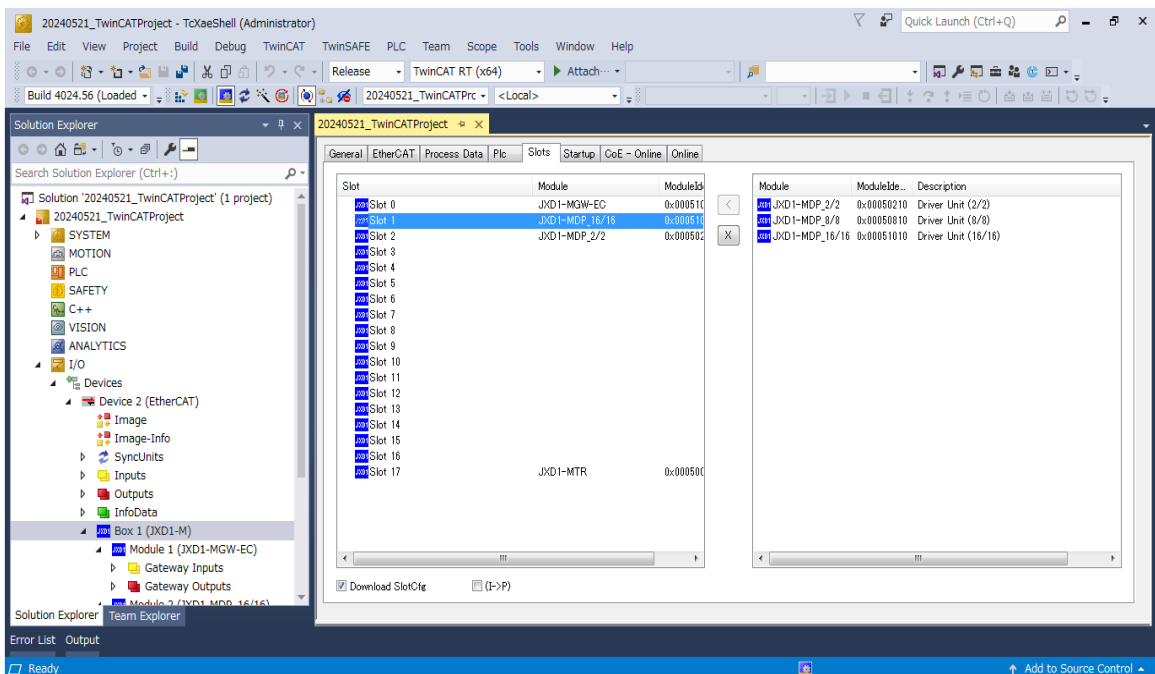 20240521_TwinCATProject - TcXaeShell (Administrator)
Quick Launch (Ctrl+Q)
File Edit View Project Build Debug TwinCAT TwinSAFE PLC Team Scope Tools Window Help
Release TwinCAT RT (x64) Attach...
Build 4024.56 (Loaded 20240521_TwinCATPrc <Local>
Solution Explorer
Search Solution Explorer (Ctrl+:)
Solution '20240521_TwinCATProject' (1 project)
20240521_TwinCATProject
SYSTEM
MOTION
PLC
SAFETY
C++
VISION
ANALYTICS
I/O
Devices
Device 2 (EtherCAT)
Image
Image-Info
SyncUnits
Inputs
Outputs
InfoData
Box 1 (JXD1-M)
Module 1 (JXD1-MGW-EC)
Gateway Inputs
Gateway Outputs
Module 2 (JXD1-MDP_16/16)
Solution Explorer Team Explorer
20240521_TwinCATProject
General EtherCAT Process Data Plc Slots Startup CoE - Online Online
Slot Module ModuleId
Slot 0 JXD1-MGW-EC 0x00051(
Slot 1 JXD1-MDP_16/16 0x00051(
Slot 2 JXD1-MDP_2/2 0x000502
Slot 3
Slot 4
Slot 5
Slot 6
Slot 7
Slot 8
Slot 9
Slot 10
Slot 11
Slot 12
Slot 13
Slot 14
Slot 15
Slot 16
Slot 17 JXD1-MTR 0x00050(
<
X
Module ModuleIde... Description
JXD1-MDP_2/2 0x00050210 Driver Unit (2/2)
JXD1-MDP_8/8 0x00050810 Driver Unit (8/8)
JXD1-MDP_16/16 0x00051010 Driver Unit (16/16)
Download SlotCfg (I->P)
Error List Output
Ready Add to Source Control